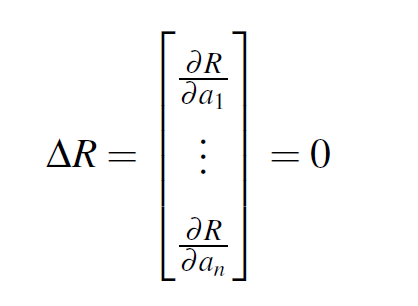 ΔR = [ ∂R/∂a₁ ⋮ ∂R/∂aₙ ] = 0